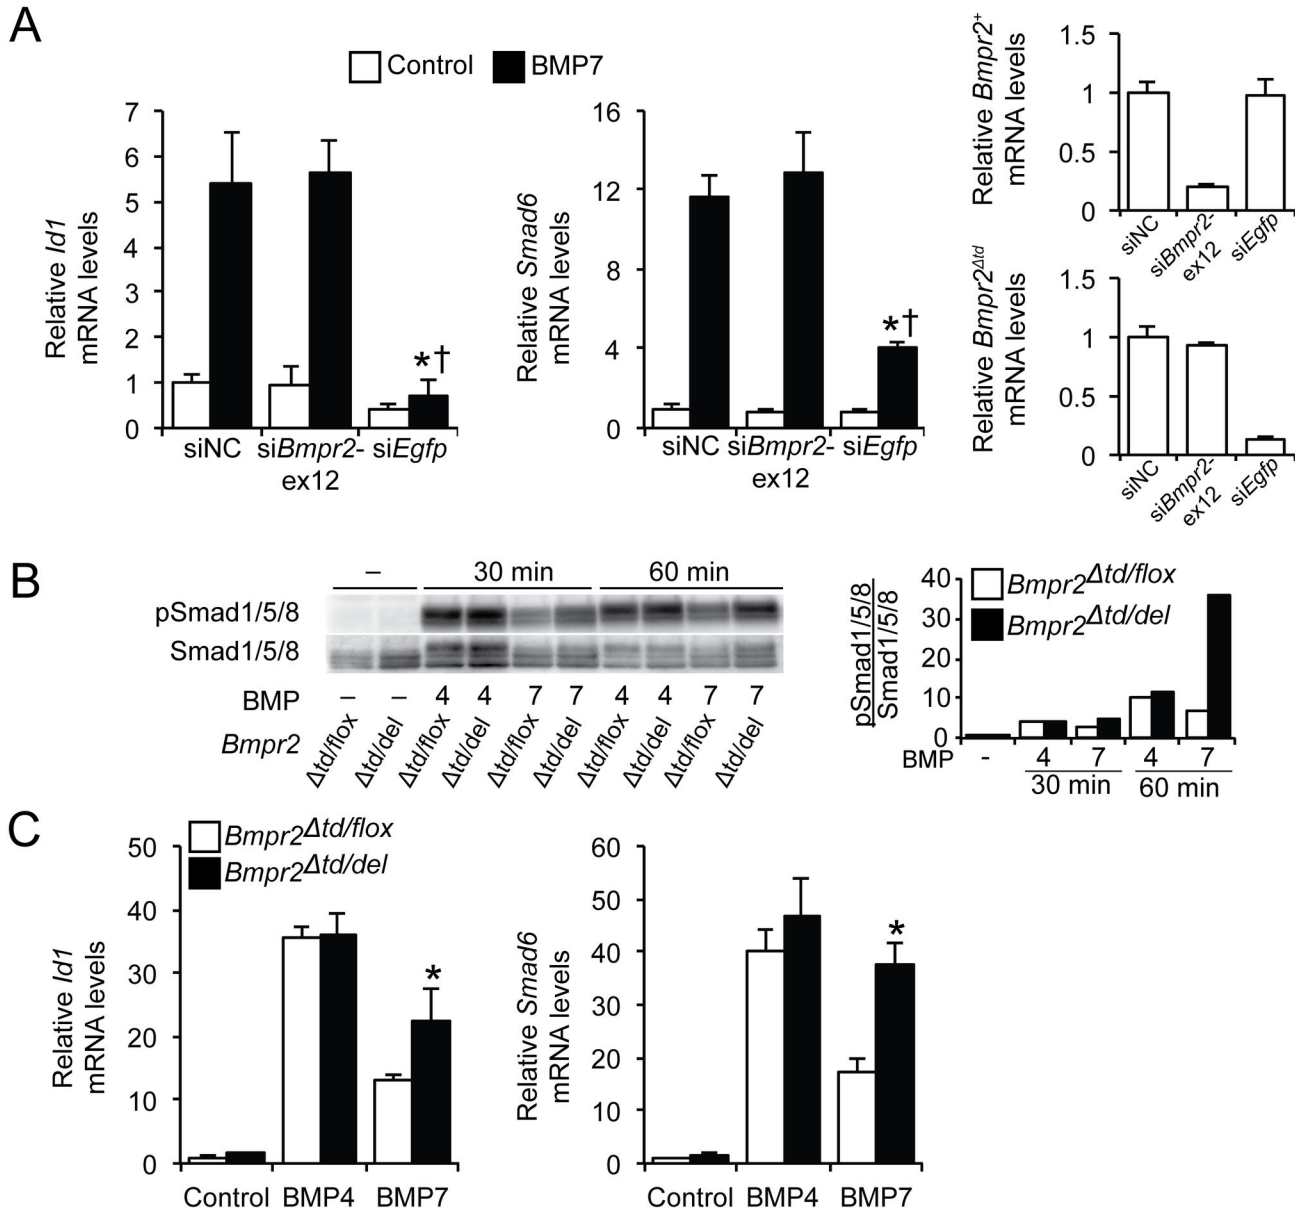 A
Control BMP7
Relative Id1
mRNA levels
7
6
5
4
3
2
1
0
siNC siBmpr2-
ex12 siEgfp
*†
Relative Smad6
mRNA levels
16
12
8
4
0
siNC siBmpr2-
ex12 siEgfp
*†
Relative Bmpr2+
mRNA levels
1.5
1
0.5
0
siNC
siBmpr2-
ex12
siEgfp
Relative Bmpr2Δtd
mRNA levels
1.5
1
0.5
0
siNC
siBmpr2-
ex12
siEgfp
B
– 30 min 60 min
pSmad1/5/8
Smad1/5/8
BMP – – 4 4 7 7 4 4 7 7
Bmpr2 Δtd/flox Δtd/del Δtd/flox Δtd/del Δtd/flox Δtd/del Δtd/flox Δtd/del Δtd/flox Δtd/del
pSmad1/5/8
Smad1/5/8
40
30
20
10
0
Bmpr2Δtd/flox
Bmpr2Δtd/del
BMP - 4 7 4 7
30 min 60 min
C
Bmpr2Δtd/flox
Bmpr2Δtd/del
Relative Id1
mRNA levels
50
40
30
20
10
0
*
Control BMP4 BMP7
Relative Smad6
mRNA levels
60
50
40
30
20
10
0
*
Control BMP4 BMP7